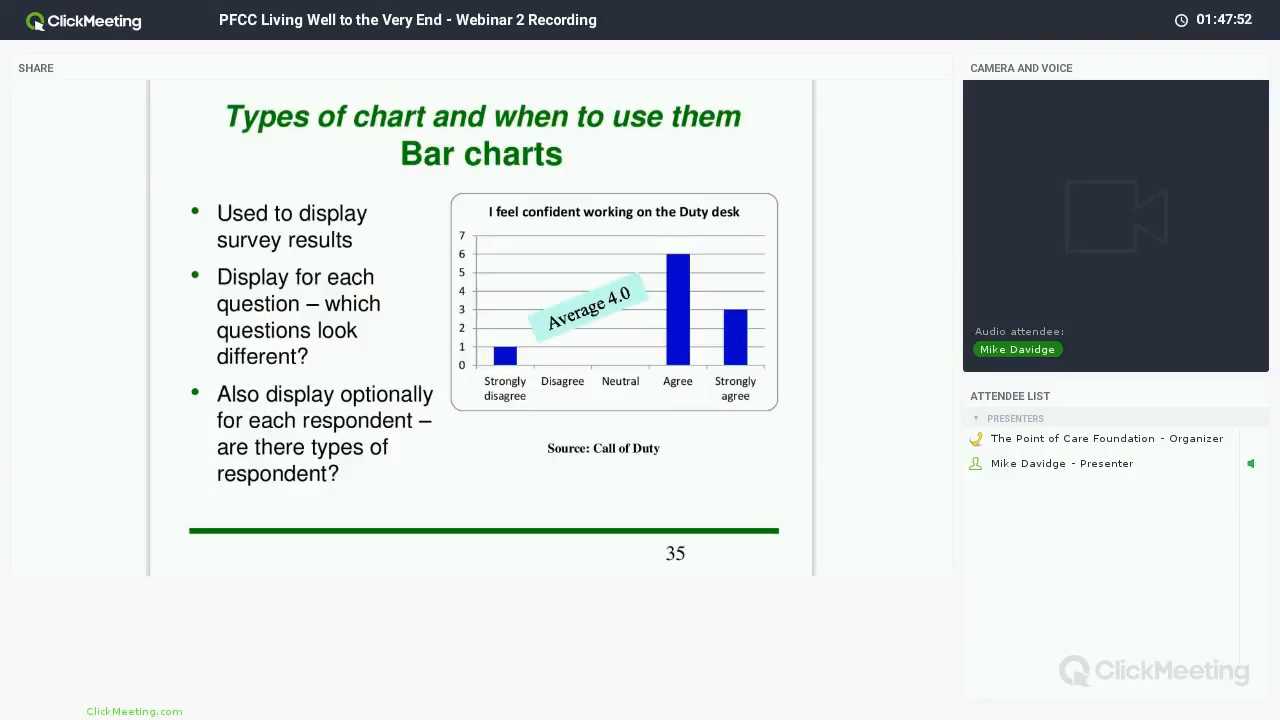 ClickMeeting
PFCC Living Well to the Very End - Webinar 2 Recording
01:47:52
SHARE
Types of chart and when to use them
Bar charts
• Used to display
survey results
• Display for each
question – which
questions look
different?
• Also display optionally
for each respondent –
are there types of
respondent?
I feel confident working on the Duty desk
7
6
5
4
3
2
1
0
Average 4.0
Strongly disagree
Disagree
Neutral
Agree
Strongly agree
Source: Call of Duty
35
CAMERA AND VOICE
Audio attendee:
Mike Davidge
ATTENDEE LIST
PRESENTERS
The Point of Care Foundation - Organizer
Mike Davidge - Presenter
ClickMeeting
ClickMeeting.com